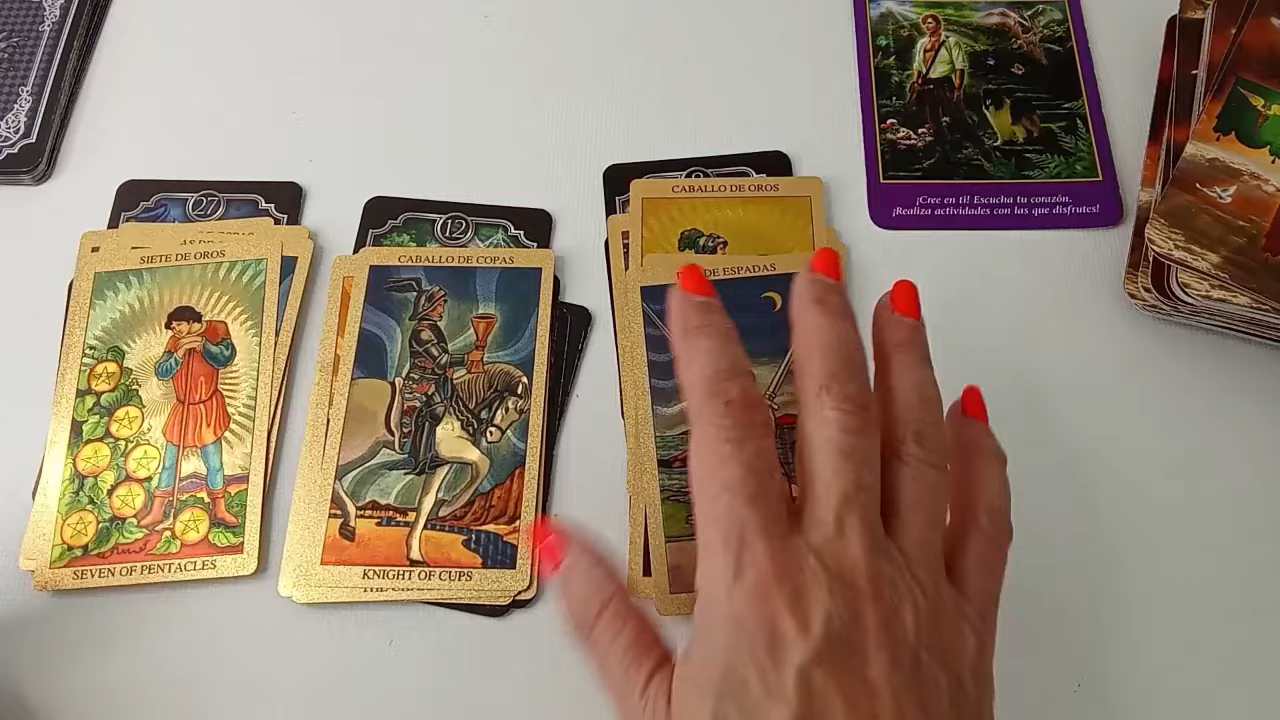 27
SIETE DE OROS
SEVEN OF PENTACLES
12
CABALLO DE COPAS
KNIGHT OF CUPS
CABALLO DE OROS
DE ESPADAS
¡Cree en ti! Escucha tu corazón.
¡Realiza actividades con las que disfrutes!